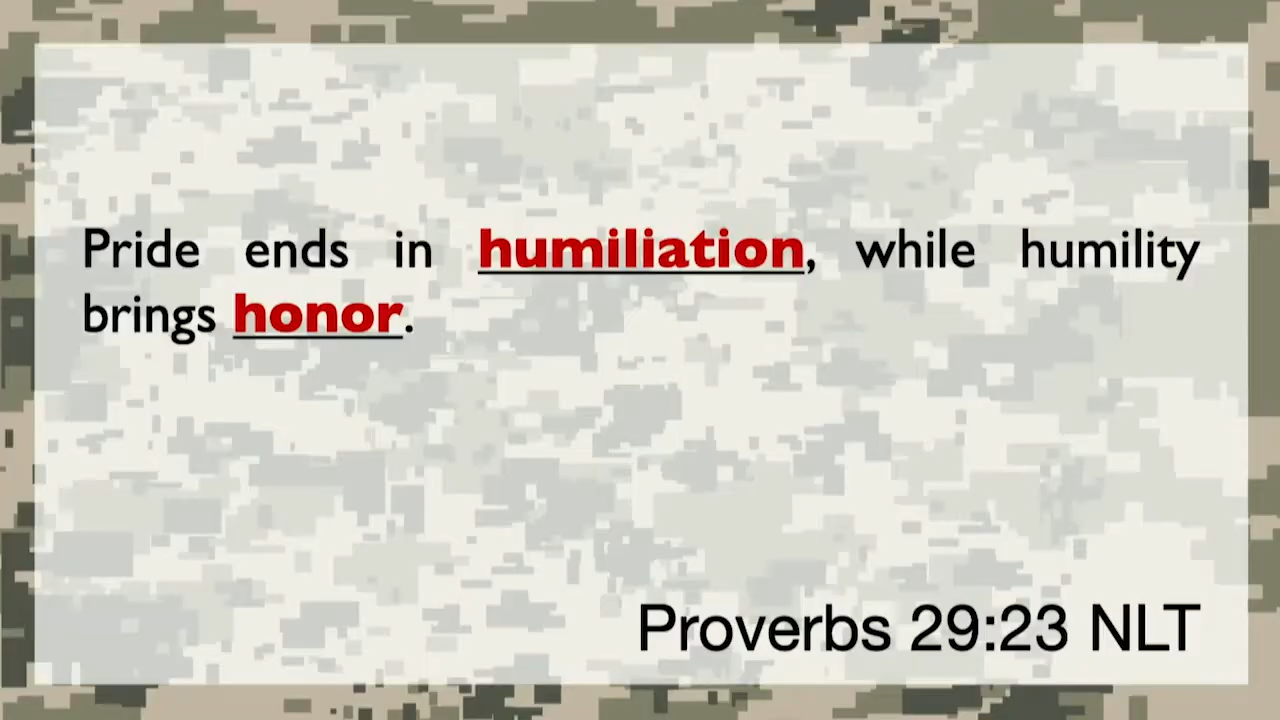 Pride ends in humiliation, while humility
brings honor.
Proverbs 29:23 NLT